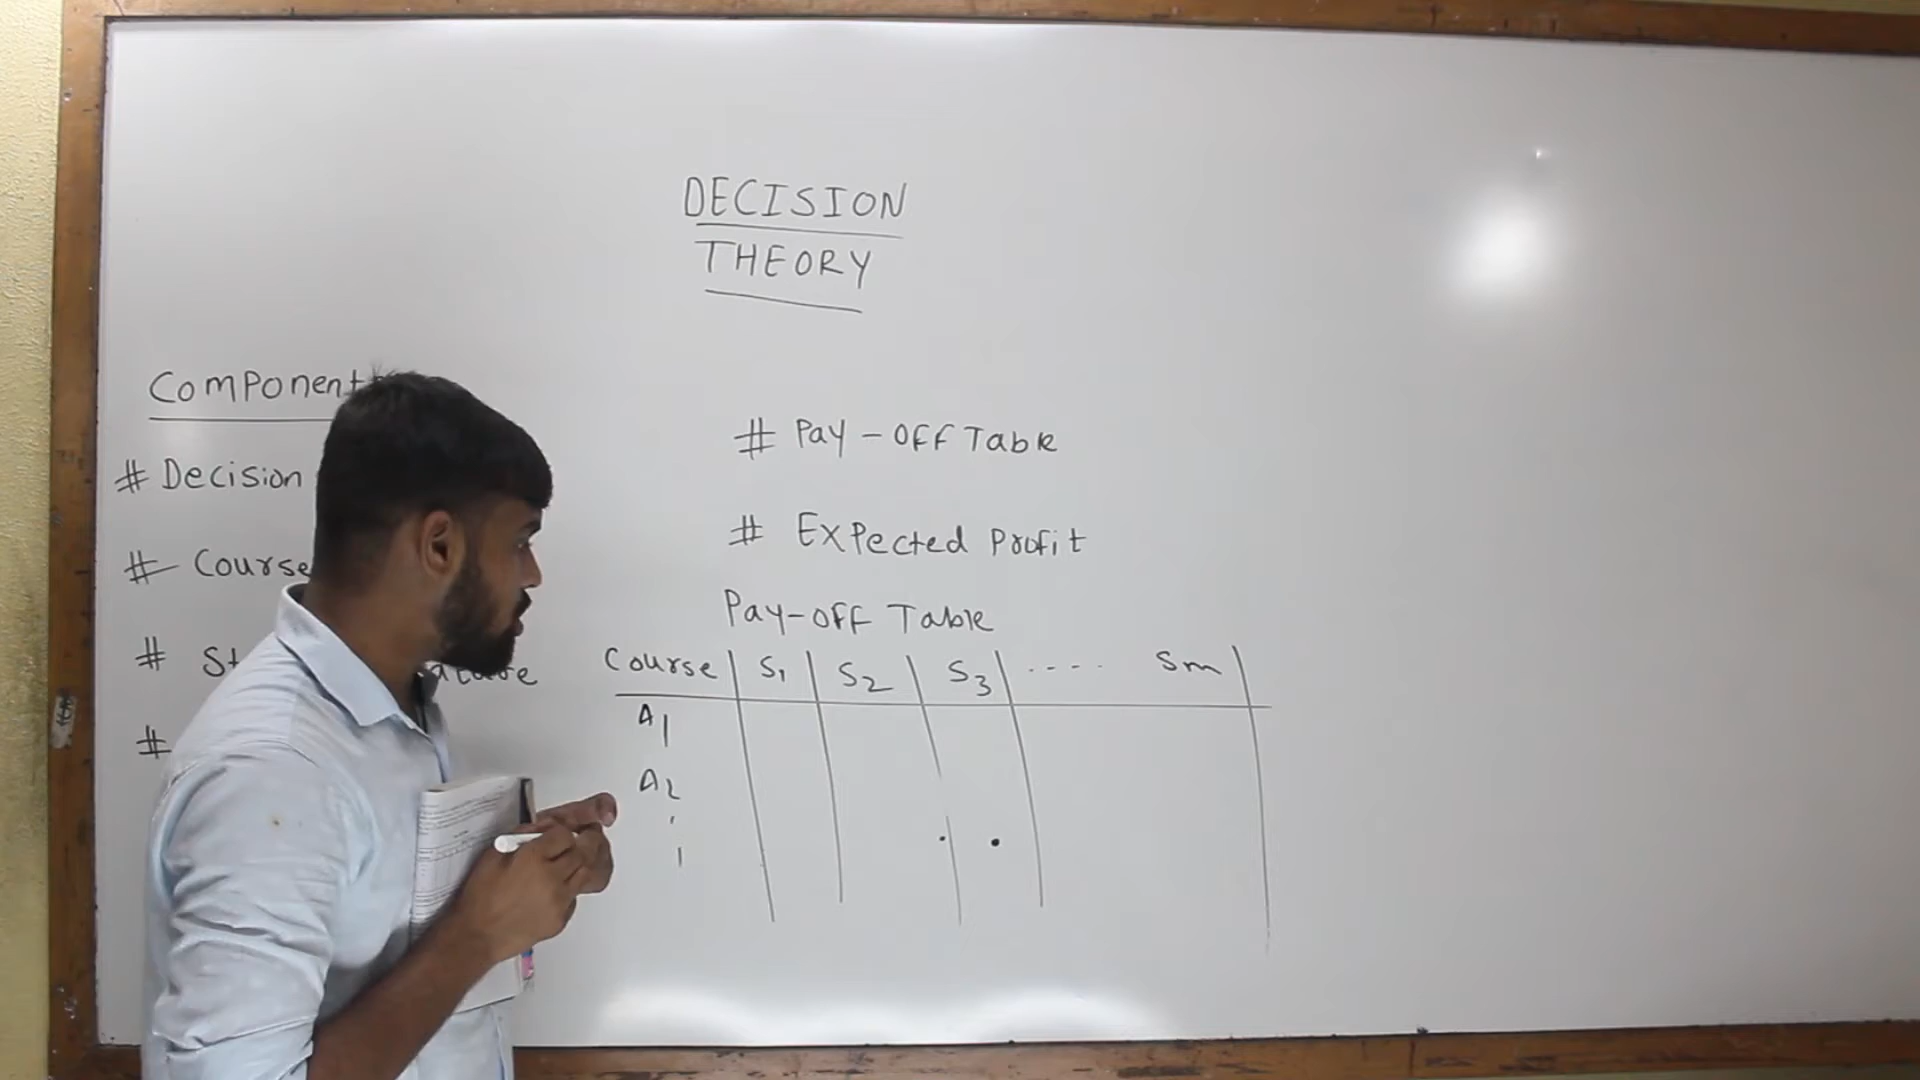 DECISION
THEORY
Component
# Decision
# Course
#
#
# Pay-OFF Table
# Expected Profit
Pay-OFF Table
Course S1 S2 S3 .... Sm
A1
A2